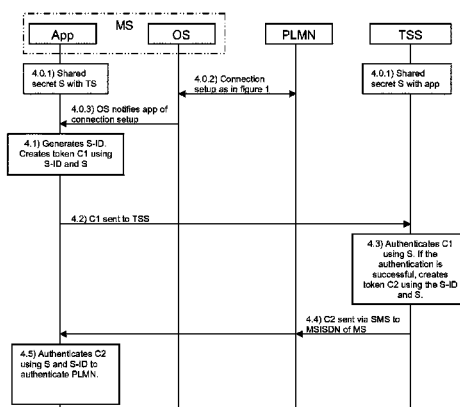 MS
App
OS
PLMN
TSS
4.0.1) Shared
secret S with TS
4.0.2) Connection
setup as in figure 1
4.0.1) Shared
secret S with app
4.0.3) OS notifies app of
connection setup
4.1) Generates S-ID.
Creates token C1 using
S-ID and S
4.2) C1 sent to TSS
4.3) Authenticates C1
using S. If the
authentication is
successful, creates
token C2 using the S-ID
and S.
4.4) C2 sent via SMS to
MSISDN of MS
4.5) Authenticates C2
using S and S-ID to
authenticate PLMN.